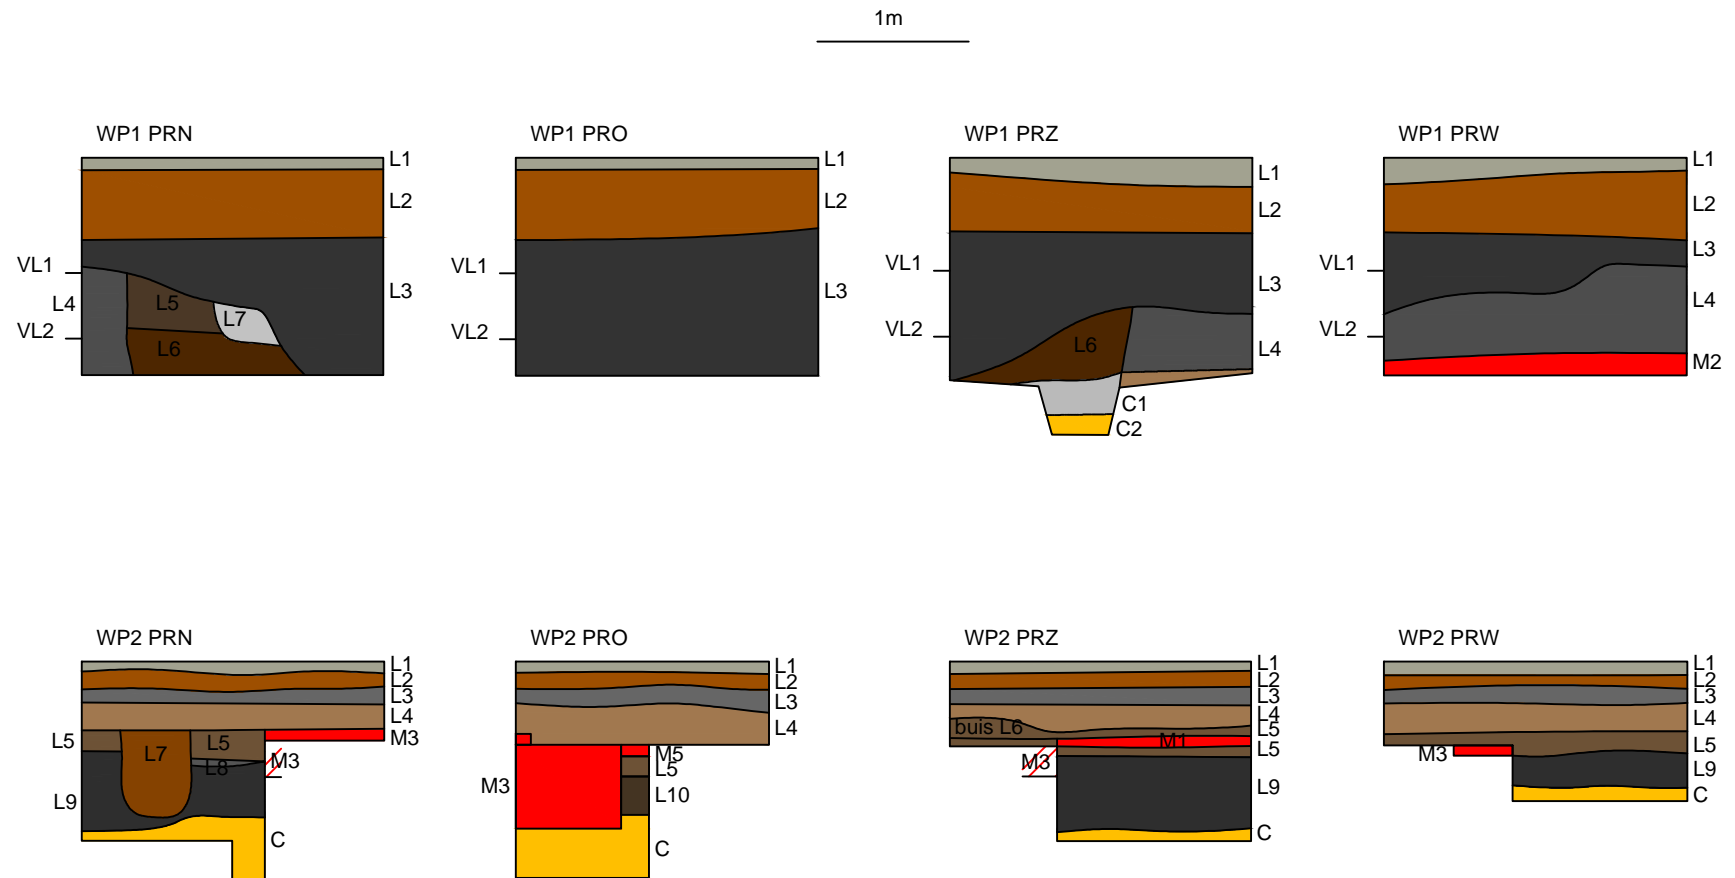 1m
WP1 PRN
L1
L2
VL1
L4
VL2
L5
L7
L6
L3
WP1 PRO
L1
L2
VL1
VL2
L3
WP1 PRZ
L1
L2
VL1
L3
VL2
L6
L4
C1
C2
WP1 PRW
L1
L2
L3
VL1
L4
VL2
M2
WP2 PRN
L1
L2
L3
L4
M3
L5
L7
L5
L8
M3
L9
C
WP2 PRO
L1
L2
L3
L4
M5
L5
M3
L10
C
WP2 PRZ
L1
L2
L3
L4
buis L6
L5
M1
L5
M3
L9
C
WP2 PRW
L1
L2
L3
L4
L5
M3
L9
C